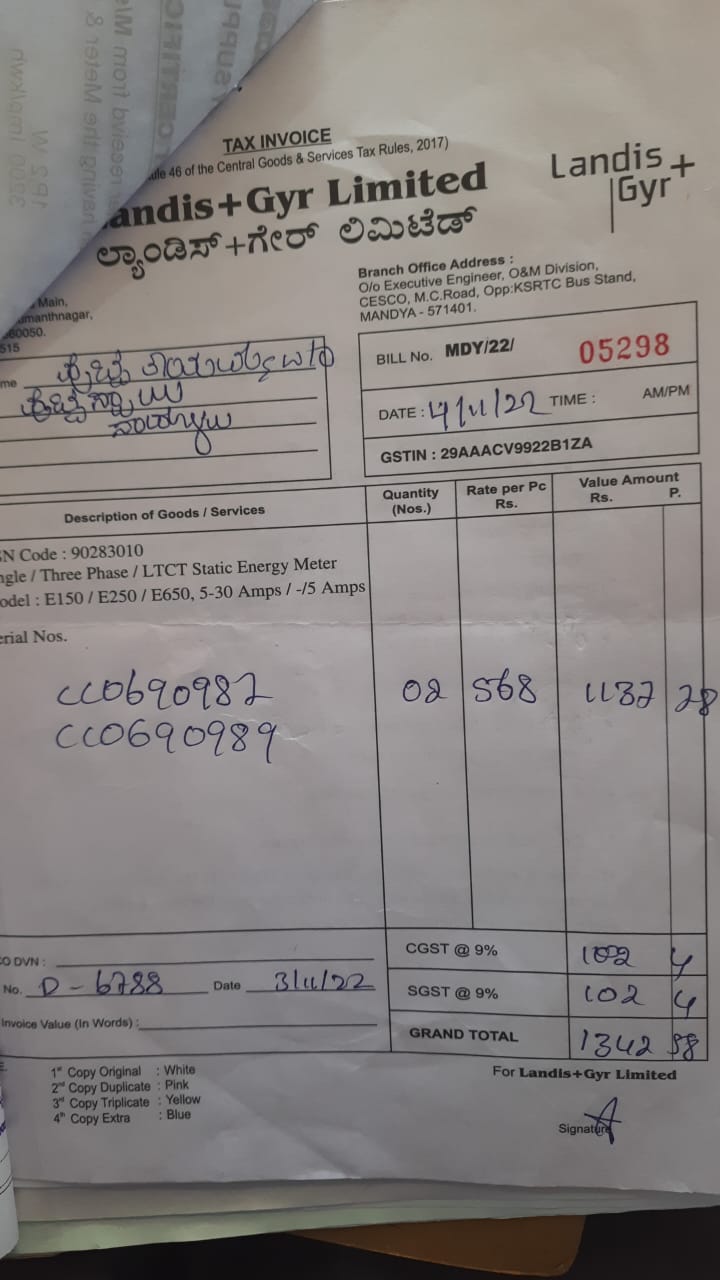 TAX INVOICE
46 of the Central Goods & Services Tax Rules, 2017)
Landis+Gyr
andis+Gyr Limited
ಲ್ಯಾಂಡಿಸ್+ಗೇರ್ ಲಿಮಿಟೆಡ್
Main,
manthnagar,
60050.
515
Branch Office Address :
O/o Executive Engineer, O&M Division,
CESCO, M.C.Road, Opp:KSRTC Bus Stand,
MANDYA - 571401.
BILL No. MDY/22/ 05298
DATE : 4/11/22 TIME : AM/PM
GSTIN : 29AAACV9922B1ZA
me
Description of Goods / Services
Quantity (Nos.)
Rate per Pc Rs.
Value Amount Rs. P.
N Code : 90283010
ngle / Three Phase / LTCT Static Energy Meter
odel : E150 / E250 / E650, 5-30 Amps / -/5 Amps
erial Nos.
CC0690987 02 568 1137 28
CC0690989
CGST @ 9% 102 4
SGST @ 9% 102 4
GRAND TOTAL 1342 58
O DVN :
No. D - 6788 Date 3/11/22
Invoice Value (In Words) :
1st Copy Original : White
2nd Copy Duplicate : Pink
3rd Copy Triplicate : Yellow
4th Copy Extra : Blue
For Landis+Gyr Limited
Signature